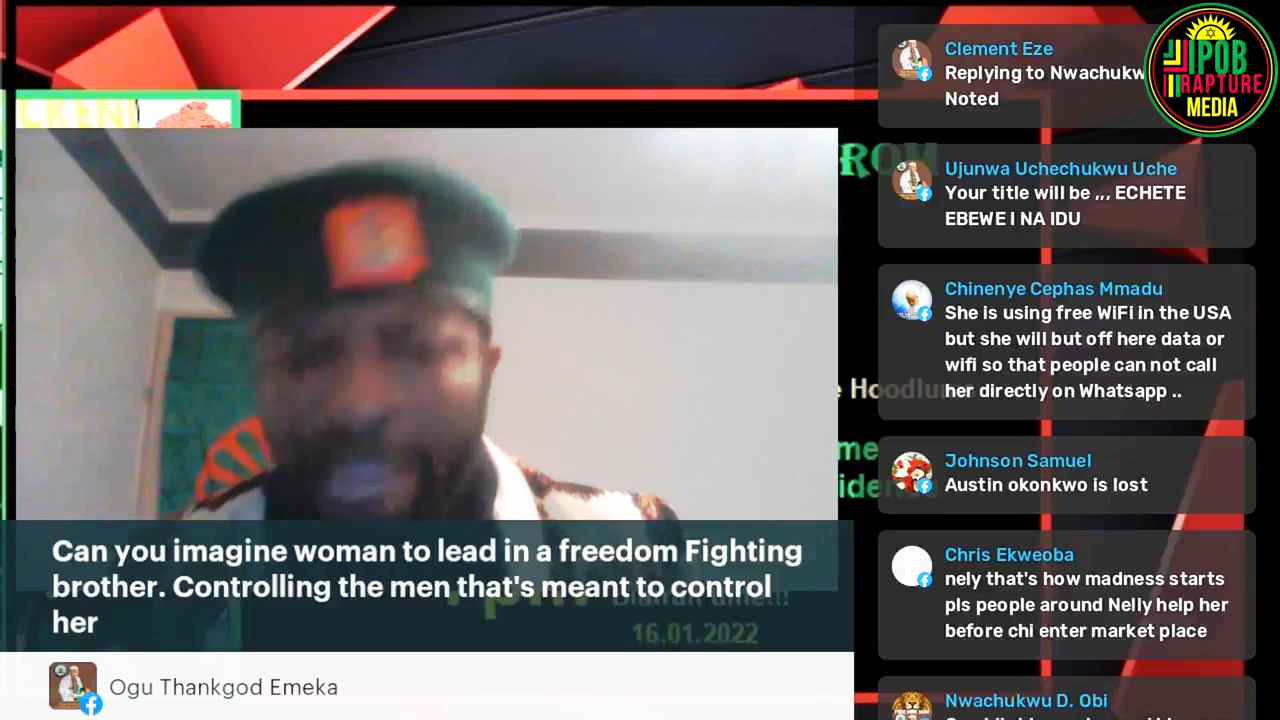 Clement Eze
Replying to Nwachukw
Noted
IPOB
RAPTURE
MEDIA
Ujunwa Uchechukwu Uche
Your title will be ,,, ECHETE
EBEWE I NA IDU
Chinenye Cephas Mmadu
She is using free WiFi in the USA
but she will but off here data or
wifi so that people can not call
her directly on Whatsapp ..
Johnson Samuel
Austin okonkwo is lost
Chris Ekweoba
nely that's how madness starts
pls people around Nelly help her
before chi enter market place
Nwachukwu D. Obi
Can you imagine woman to lead in a freedom Fighting
brother. Controlling the men that's meant to control
her
16.01.2022
Ogu Thankgod Emeka